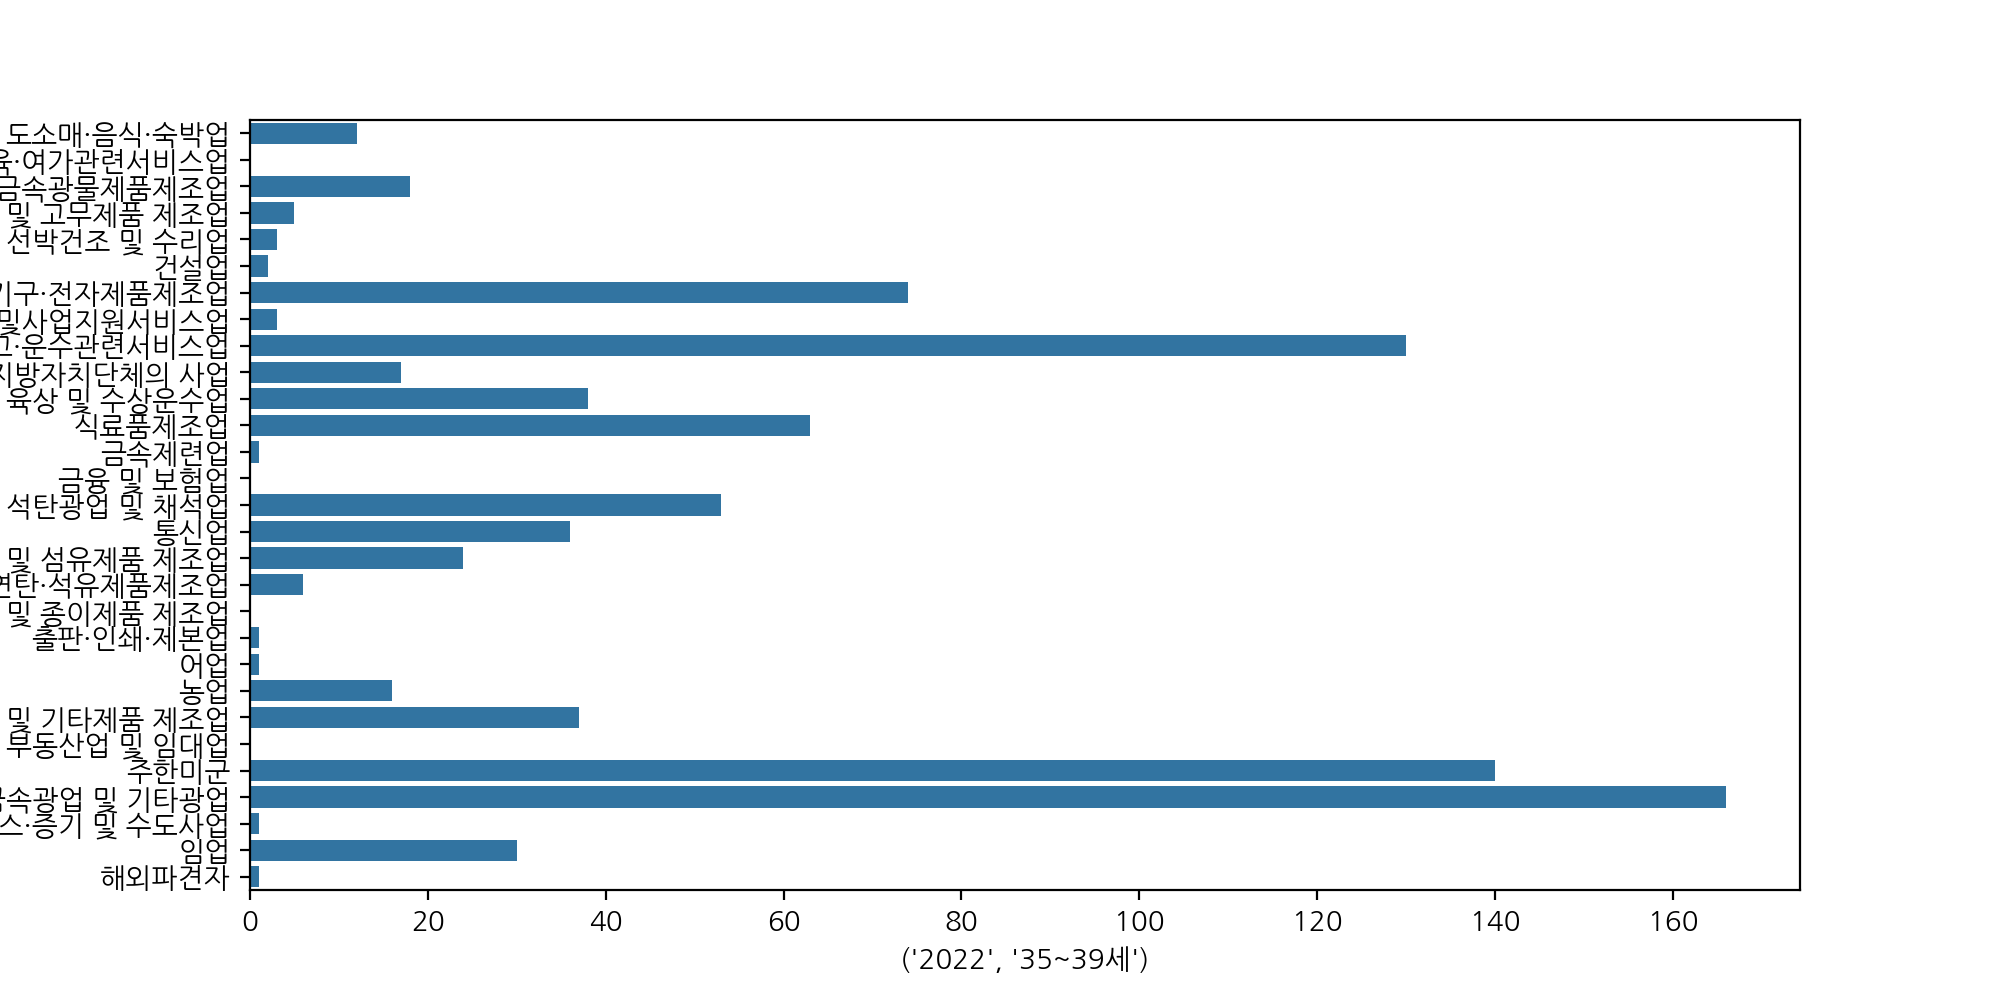 도소매·음식·숙박업
·여가관련서비스업
금속광물제품제조업
및 고무제품 제조업
선박건조 및 수리업
건설업
기구·전자제품제조업
및사업지원서비스업
·운수관련서비스업
지방자치단체의 사업
육상 및 수상운수업
식료품제조업
금속제련업
금융 및 보험업
석탄광업 및 채석업
통신업
및 섬유제품 제조업
연탄·석유제품제조업
및 종이제품 제조업
출판·인쇄·제본업
어업
농업
및 기타제품 제조업
부동산업 및 임대업
주한미군
금속광업 및 기타광업
스·증기 및 수도사업
임업
해외파견자
0 20 40 60 80 100 120 140 160
('2022', '35~39세')